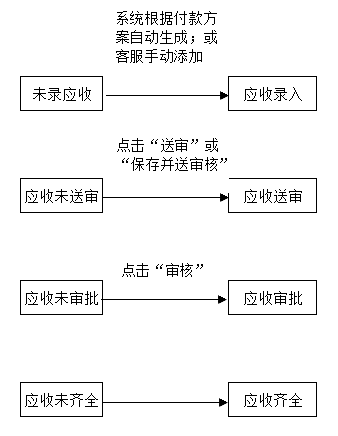 系统根据付款方
案自动生成；或
客服手动添加
未录应收
应收录入
点击“送审”或
“保存并送审核”
应收未送审
应收送审
点击“审核”
应收未审批
应收审批
应收未齐全
应收齐全